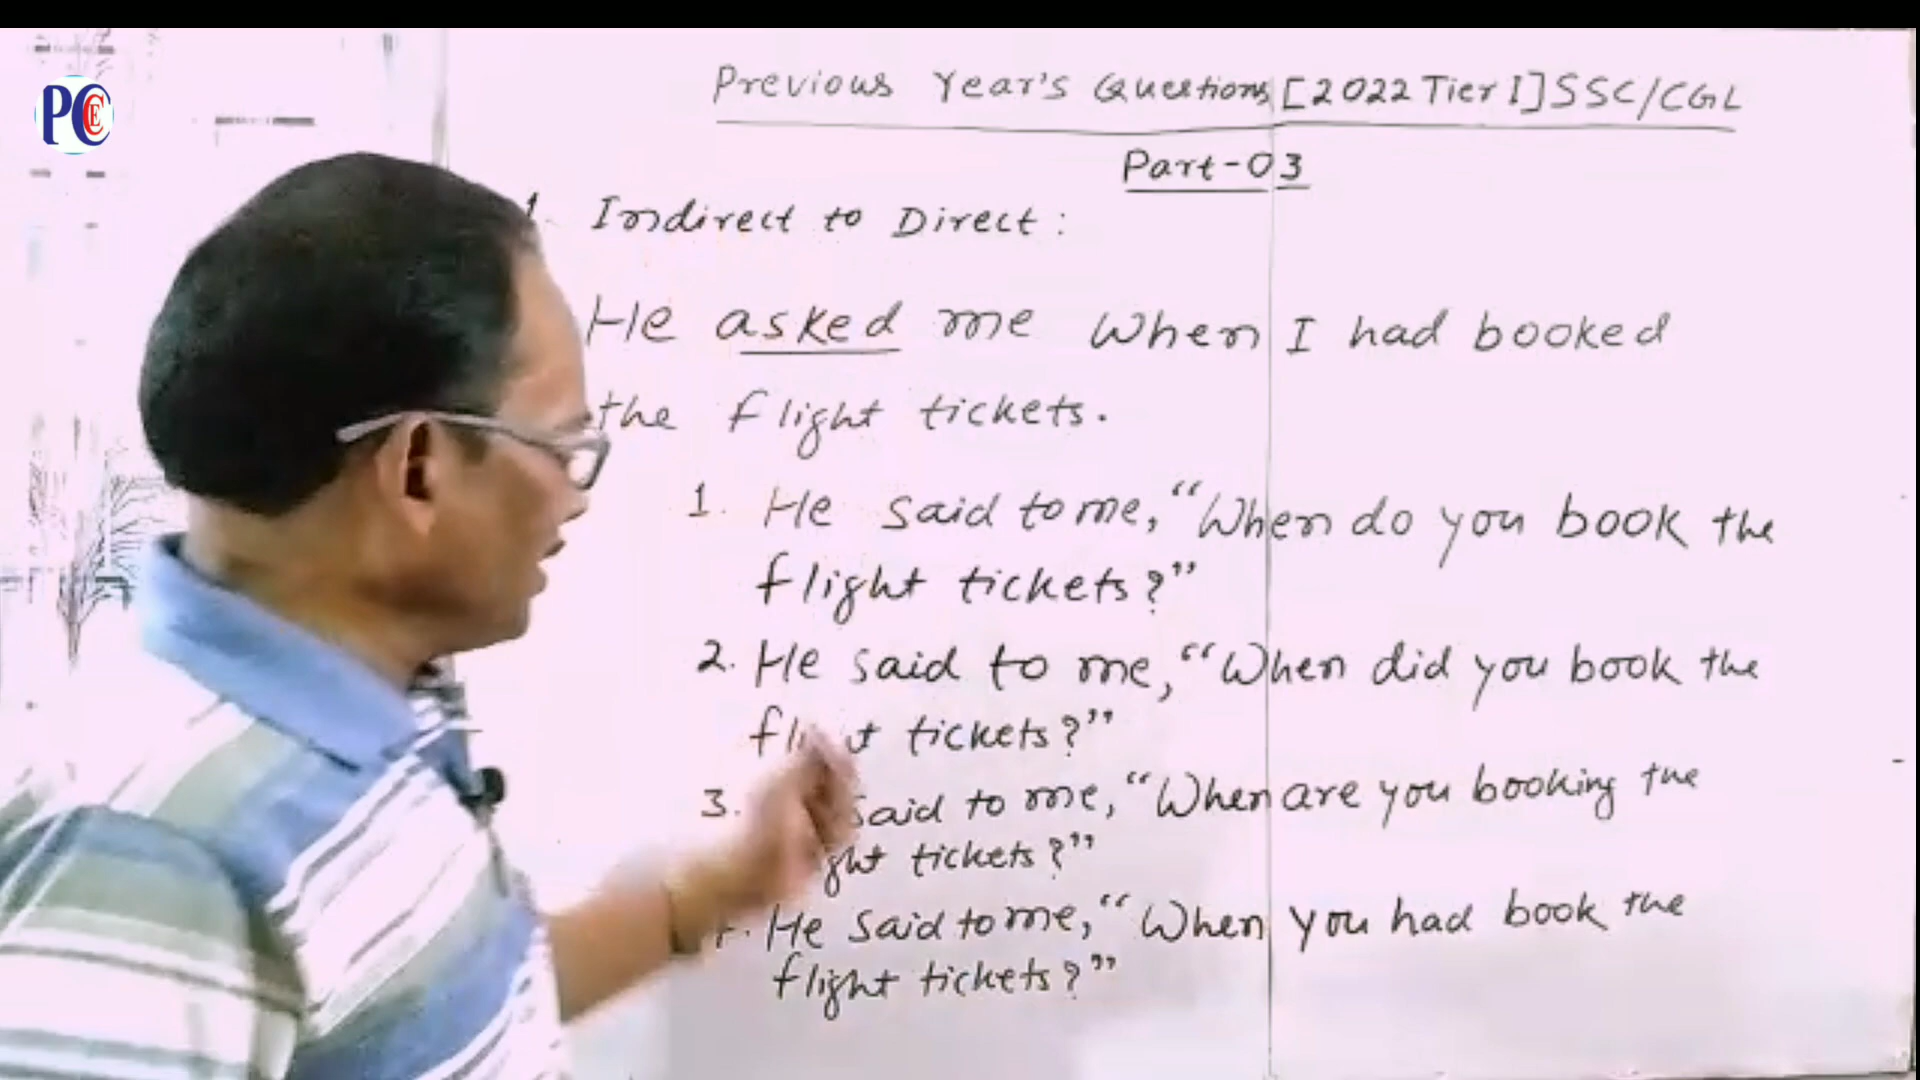 PCEC
Previous Year's Questions [2022 Tier I] SSC/CGL
Part-03
1. Indirect to Direct:
He asked me when I had booked
the flight tickets.
1. He said to me, “When do you book the
flight tickets?”
2. He said to me, “When did you book the
flight tickets?”
3. said to me, “When are you booking the
tickets?”
He said to me, “When you had book the
flight tickets?”